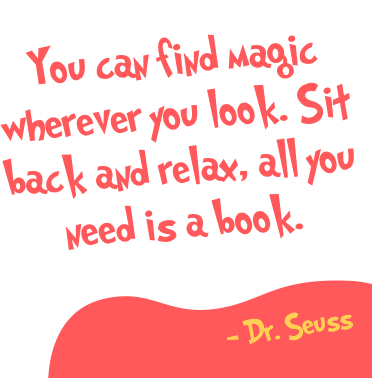 You can find magic
wherever you look. Sit
back and relax, all you
need is a book.
- Dr. Seuss